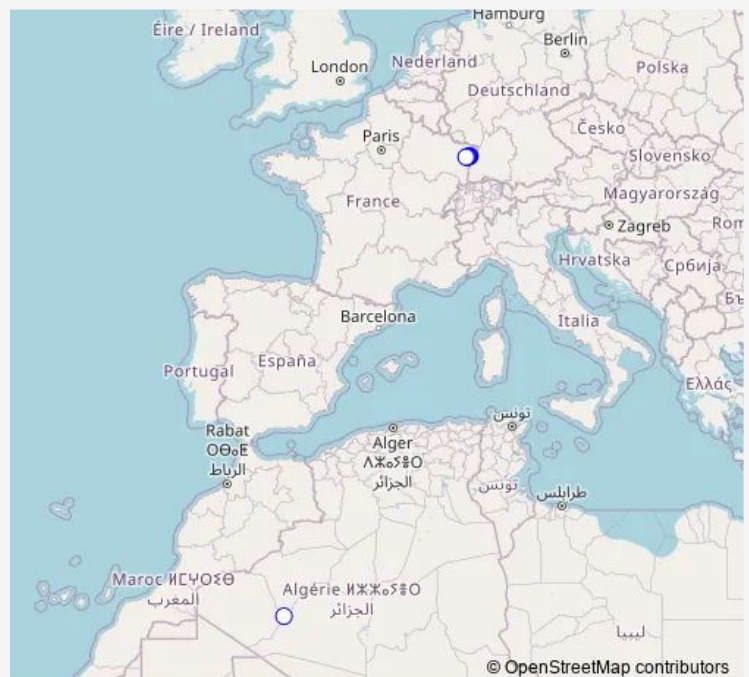 Hamburg
Éire / Ireland
Berlin
Nederland
London
Polska
Deutschland
Paris
Česko
Slovensko
Magyarország
France
Rom
Zagreb
Hrvatska
Србија
Barcelona
Italia
Бъ
Portugal
España
Ελλάς
تونس
Rabat
ⵔⴱⴰⵟ
الرباط
Alger
ⴷⵣⴰⵢⴻⵔ
الجزائر
تونس
طرابلس
Maroc ⵍⵎⵖⵔⵉⴱ
المغرب
Algérie ⵍⵣⵣⴰⵢⴻⵔ
الجزائر
ليبيا
© OpenStreetMap contributors